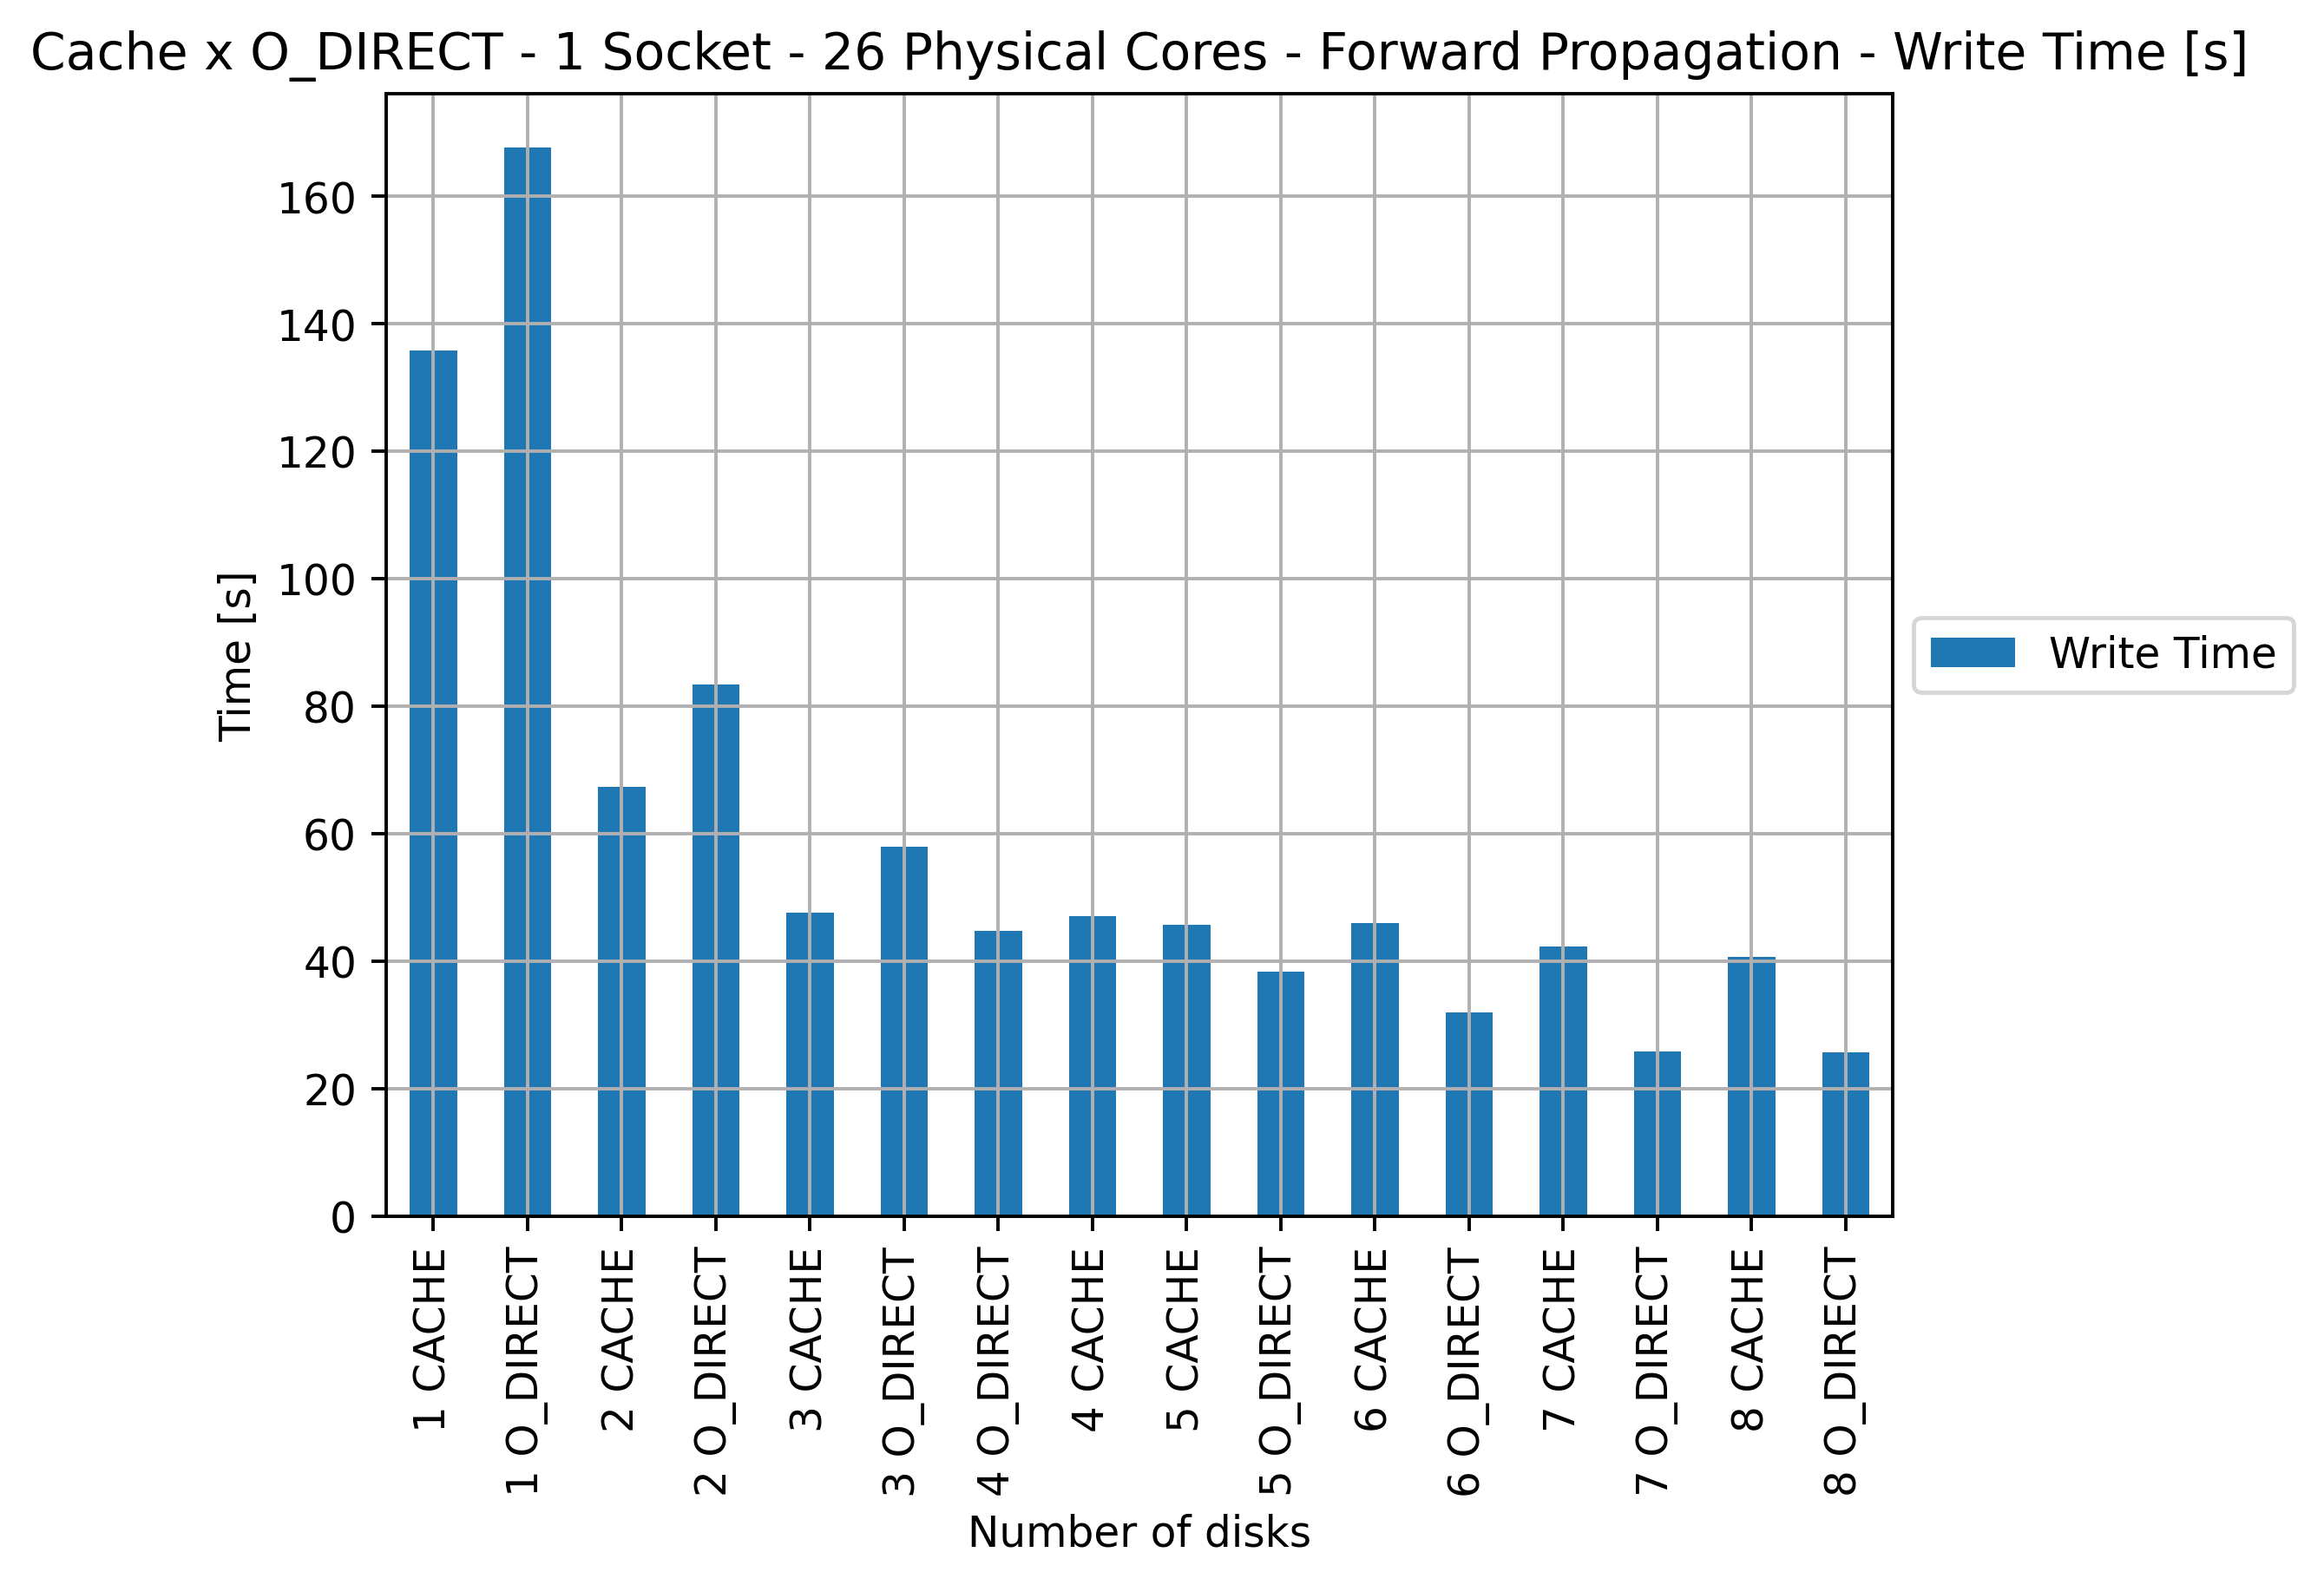 Cache x O_DIRECT - 1 Socket - 26 Physical Cores - Forward Propagation - Write Time [s]
160
140
120
100
80
60
40
20
0
Time [s]
Write Time
1 CACHE
1 O_DIRECT
2 CACHE
2 O_DIRECT
3 CACHE
3 O_DIRECT
4 O_DIRECT
4 CACHE
5 CACHE
5 O_DIRECT
6 CACHE
6 O_DIRECT
7 CACHE
7 O_DIRECT
8 CACHE
8 O_DIRECT
Number of disks